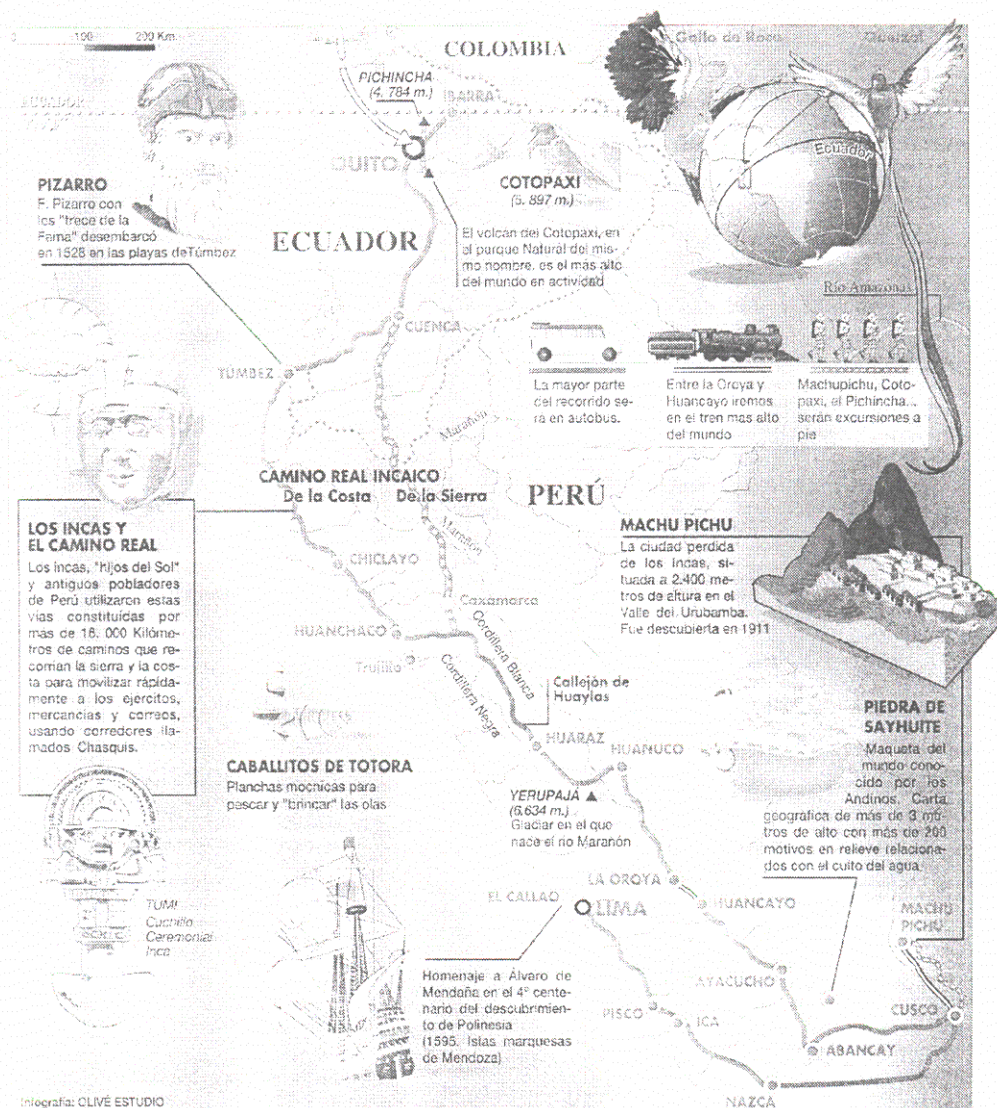 0 100 200 Km.
COLOMBIA
Gallo de Roca
Quetzal
PICHINCHA
(4. 784 m.)
IBARRA
ECUADOR
QUITO
COTOPAXI
(5. 897 m.)
Ecuador
PIZARRO
F. Pizarro con
los "trece de la
Fama" desembarcó
en 1528 en las playas de Túmbez
ECUADOR
El volcán del Cotopaxi, en
el parque Natural del mis-
mo nombre, es el más alto
del mundo en actividad
Río Amazonas
CUENCA
TÚMBEZ
La mayor parte
del recorrido se-
ra en autobus.
Entre la Oroya y
Huancayo iremos
en el tren mas alto
del mundo
Machupichu, Coto-
paxi, el Pichincha...
serán excursiones a
pie
Marañón
CAMINO REAL INCAICO
De la Costa
De la Sierra
PERÚ
LOS INCAS Y
EL CAMINO REAL
Los incas, "hijos del Sol"
y antiguos pobladores
de Perú utilizaron estas
vías constituidas por
más de 16. 000 Kilóme-
tros de caminos que re-
corrian la sierra y la cos-
ta para movilizar rápida-
mente a los ejercitos,
mercancías y correos,
usando corredores lla-
mados Chasquis.
Marañón
CHICLAYO
Caxamarca
HUANCHACO
Trujillo
Cordillera Blanca
Cordillera Negra
Callejón de
Huaylas
MACHU PICHU
La ciudad perdida
de los Incas, si-
tuada a 2.400 me-
tros de altura en el
Valle del Urubamba.
Fue descubierta en 1911
HUARAZ
HUANUCO
PIEDRA DE
SAYHUITE
Maqueta del
mundo cono-
cido por los
Andinos. Carta
geografica de más de 3 me-
tros de alto con más de 200
motivos en relieve relaciona-
dos con el culto del agua
CABALLITOS DE TOTORA
Planchas mochicas para
pescar y "brincar" las olas
YERUPAJÁ
(6.634 m.)
Glaciar en el que
nace el río Marañón
LA OROYA
EL CALLAO
LIMA
HUANCAYO
MACHU
PICHU
TUMI
Cuchillo
Ceremonial
Inca
Homenaje a Álvaro de
Mendaña en el 4º cente-
nario del descubrimien-
to de Polinesia
(1595. Islas marquesas
de Mendoza)
AYACUCHO
PISCO
ICA
CUSCO
ABANCAY
NAZCA
Infografía: OLIVÉ ESTUDIO